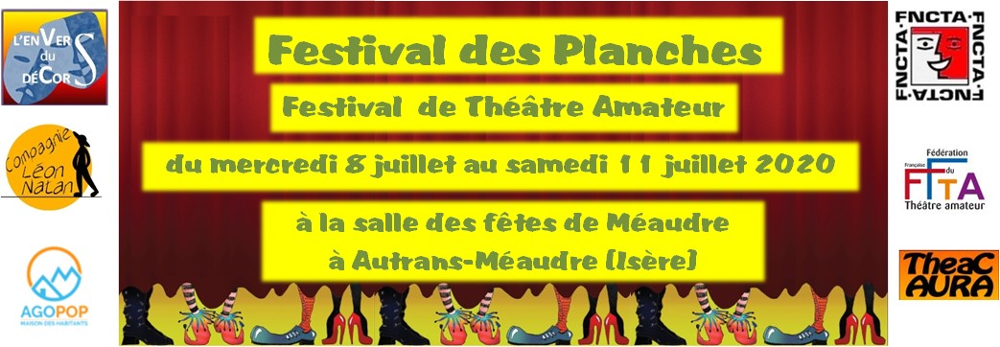 L'ENVERS
DU
DÉCORS
Compagnie
Léon
Natan
AGOPOP
MAISON DES HABITANTS
Festival des Planches
Festival de Théâtre Amateur
du mercredi 8 juillet au samedi 11 juillet 2020
à la salle des fêtes de Méaudre
à Autrans-Méaudre (Isère)
FNCTA·FNCTA·FNCTA·FNCTA
Fédération
Française du
FFTA
Théâtre amateur
TheaC
AURA